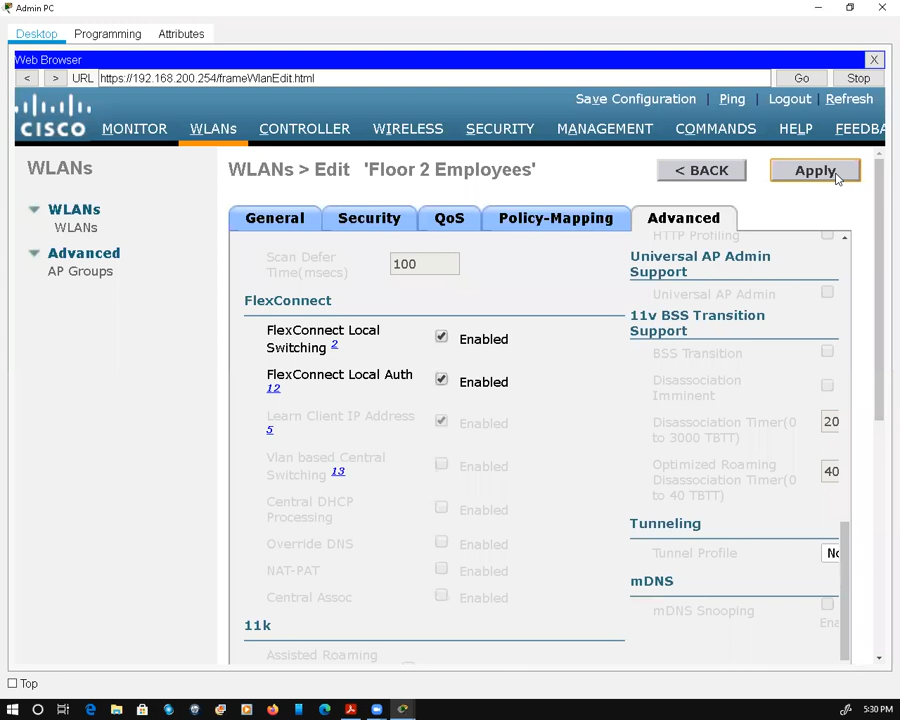 Admin PC
Desktop Programming Attributes
Web Browser X
< > URL https://192.168.200.254/frameWlanEdit.html Go Stop
Save Configuration | Ping | Logout | Refresh
CISCO MONITOR WLANs CONTROLLER WIRELESS SECURITY MANAGEMENT COMMANDS HELP FEEDBA
WLANs
WLANs > Edit 'Floor 2 Employees' < BACK Apply
WLANs
WLANs
Advanced
AP Groups
General Security QoS Policy-Mapping Advanced
Scan Defer
Time(msecs) 100
FlexConnect
FlexConnect Local
Switching 2 Enabled
FlexConnect Local Auth
12 Enabled
Learn Client IP Address
5 Enabled
Vlan based Central
Switching 13 Enabled
Central DHCP
Processing Enabled
Override DNS Enabled
NAT-PAT Enabled
Central Assoc Enabled
11k
Assisted Roaming
HTTP Profiling
Universal AP Admin
Support
Universal AP Admin
11v BSS Transition
Support
BSS Transition
Disassociation
Imminent
Disassociation Timer(0
to 3000 TBTT) 20
Optimized Roaming
Disassociation Timer(0
to 40 TBTT) 40
Tunneling
Tunnel Profile No
mDNS
mDNS Snooping
Ena
Top
5:30 PM